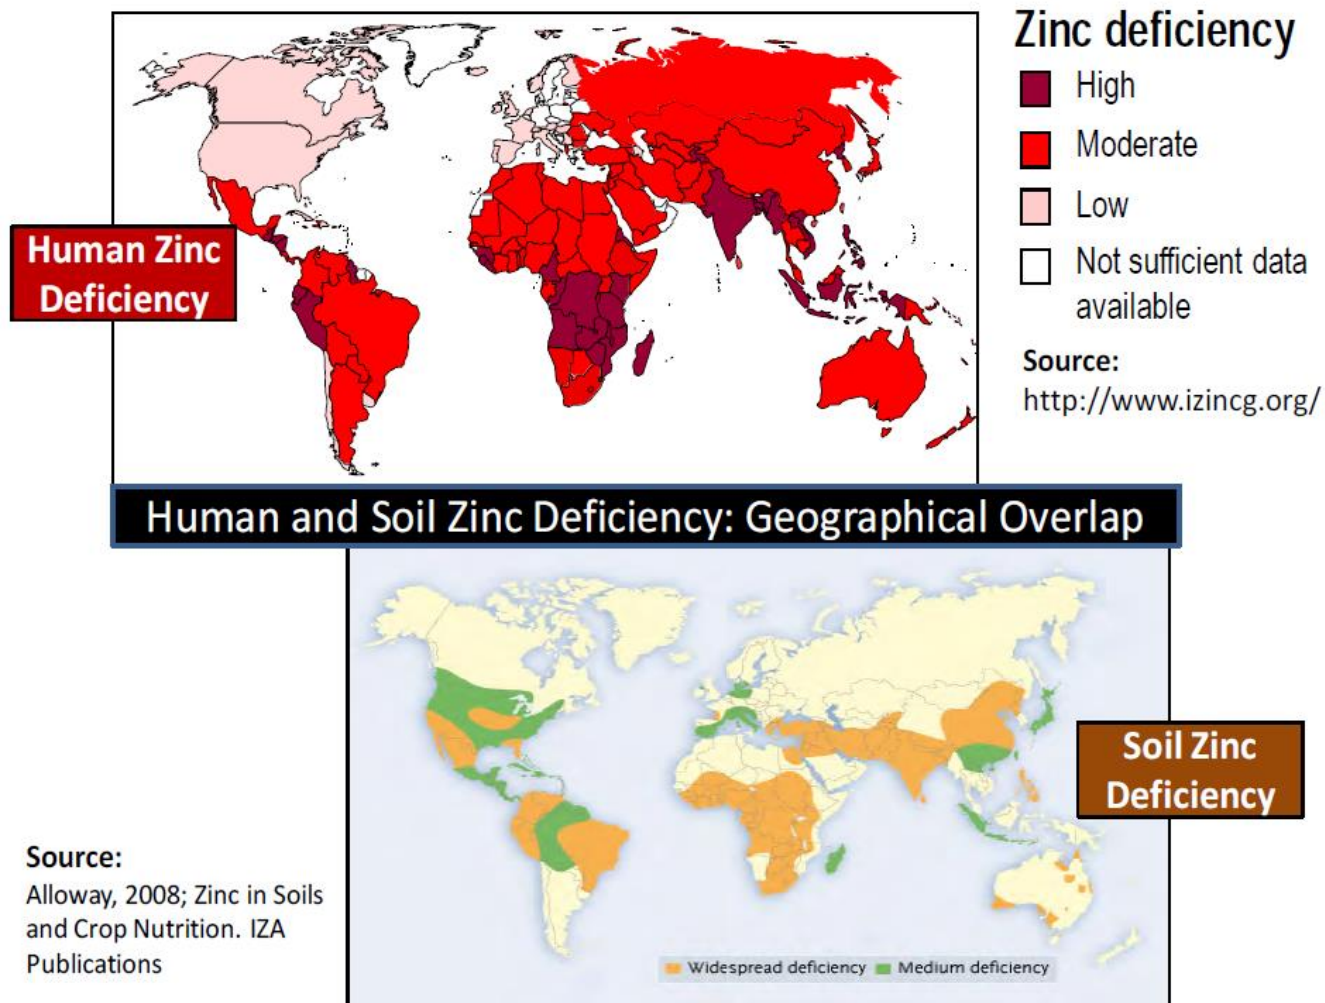 Zinc deficiency
High
Moderate
Low
Not sufficient data
available
Source:
http://www.izincg.org/
Human Zinc
Deficiency
Human and Soil Zinc Deficiency: Geographical Overlap
Soil Zinc
Deficiency
Source:
Alloway, 2008; Zinc in Soils
and Crop Nutrition. IZA
Publications
Widespread deficiency Medium deficiency